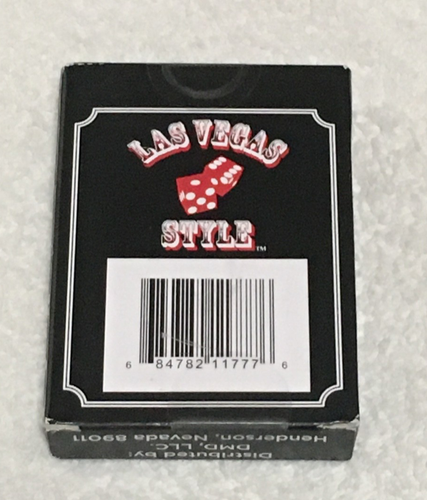 LAS VEGAS
STYLE™
6 84782 11777 6
Distributed by:
DMD, LLC.
Henderson, Nevada 89011